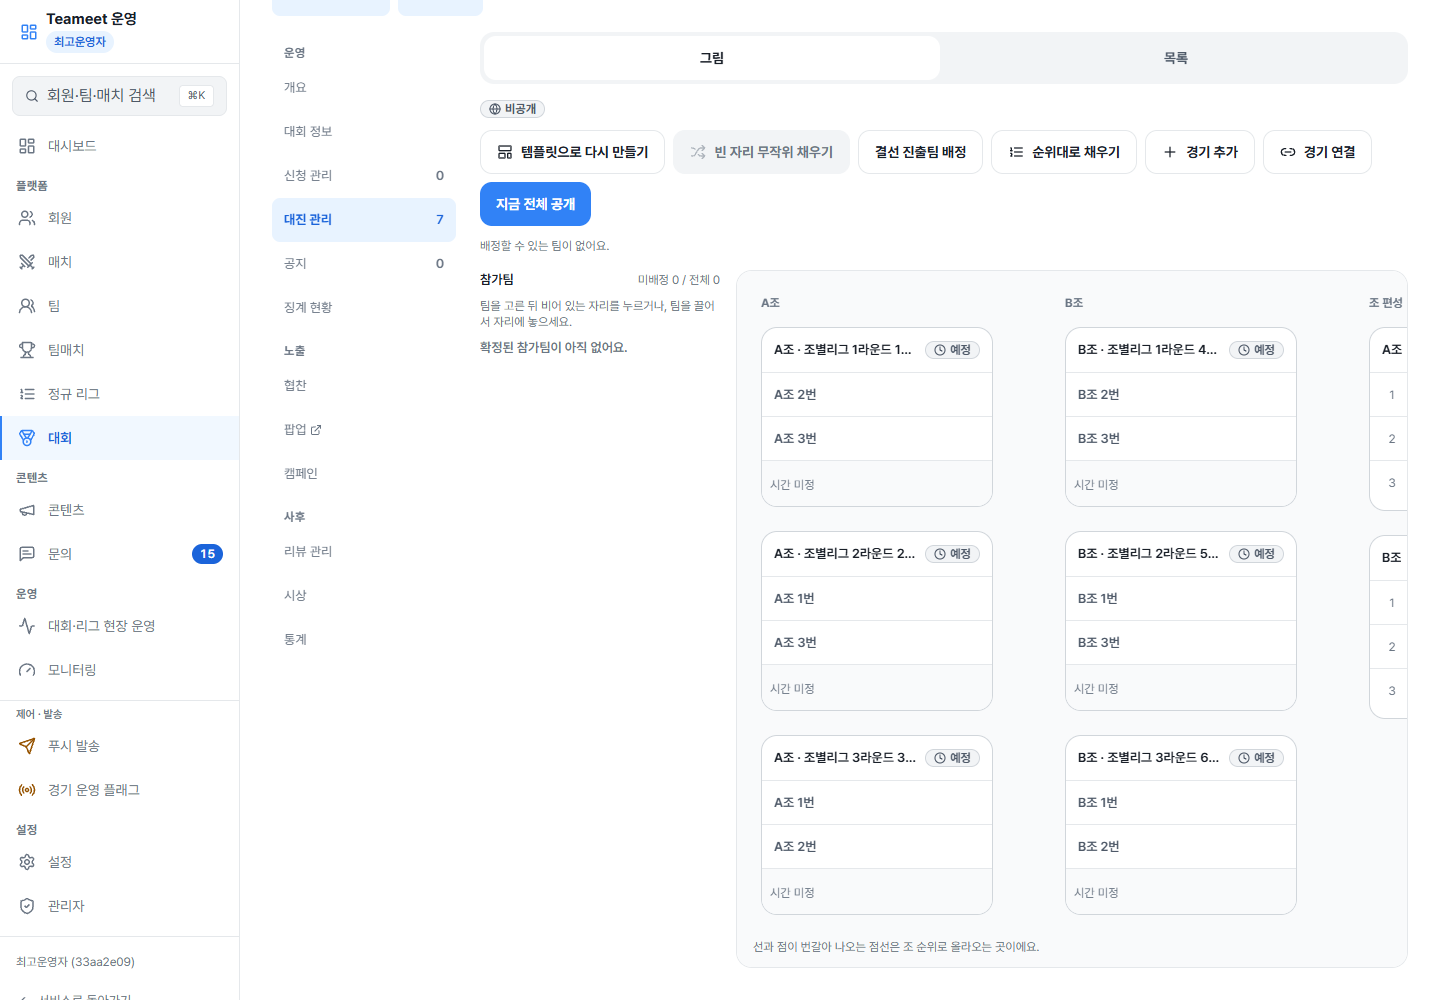 Teameet 운영
최고운영자
회원·팀·매치 검색
⌘K
대시보드
플랫폼
회원
매치
팀
팀매치
정규 리그
대회
콘텐츠
콘텐츠
문의
15
운영
대회·리그 현장 운영
모니터링
제어 · 발송
푸시 발송
경기 운영 플래그
설정
설정
관리자
최고운영자 (33aa2e09)
운영
개요
대회 정보
신청 관리
0
대진 관리
7
공지
0
징계 현황
노출
협찬
팝업
캠페인
사후
리뷰 관리
시상
통계
그림
목록
비공개
템플릿으로 다시 만들기
빈 자리 무작위 채우기
결선 진출팀 배정
순위대로 채우기
경기 추가
경기 연결
지금 전체 공개
배정할 수 있는 팀이 없어요.
참가팀
미배정 0 / 전체 0
팀을 고른 뒤 비어 있는 자리를 누르거나, 팀을 끌어
서 자리에 놓으세요.
확정된 참가팀이 아직 없어요.
A조
A조 · 조별리그 1라운드 1...
예정
A조 2번
A조 3번
시간 미정
A조 · 조별리그 2라운드 2...
예정
A조 1번
A조 3번
시간 미정
A조 · 조별리그 3라운드 3...
예정
A조 1번
A조 2번
시간 미정
B조
B조 · 조별리그 1라운드 4...
예정
B조 2번
B조 3번
시간 미정
B조 · 조별리그 2라운드 5...
예정
B조 1번
B조 3번
시간 미정
B조 · 조별리그 3라운드 6...
예정
B조 1번
B조 2번
시간 미정
조 편성
A조
1
2
3
B조
1
2
3
선과 점이 번갈아 나오는 점선은 조 순위로 올라오는 곳이에요.